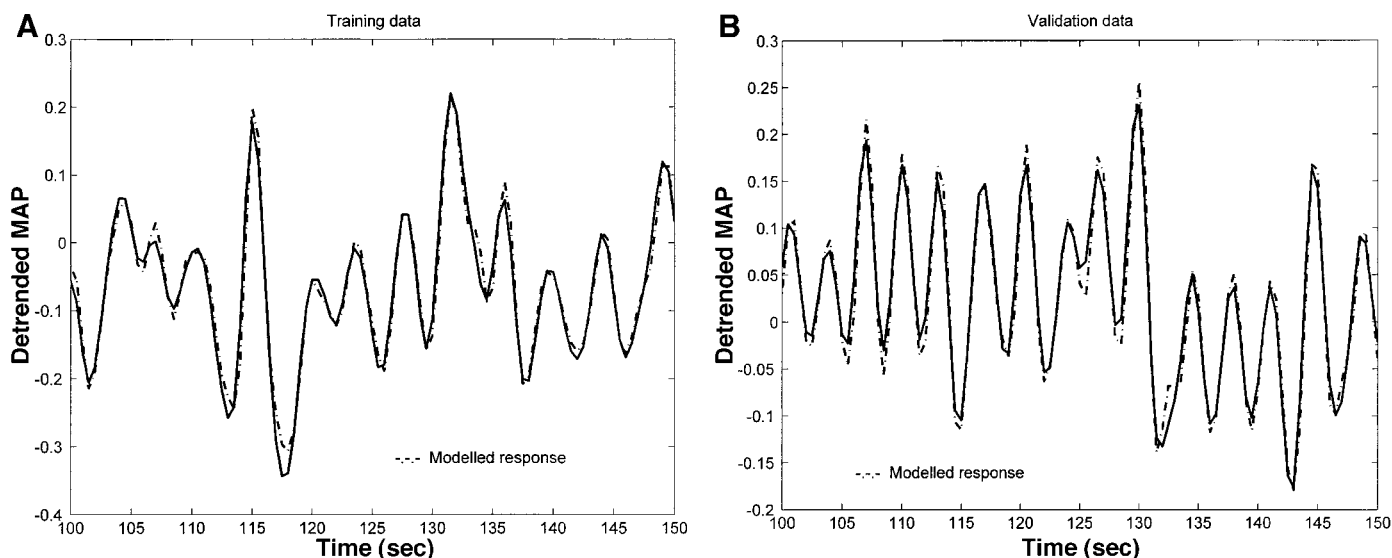 A
Training data
0.3
0.2
0.1
0
-0.1
-0.2
-0.3
-0.4
Detrended MAP
Modelled response
100 105 110 115 120 125 130 135 140 145 150
Time (sec)
B
Validation data
0.3
0.25
0.2
0.15
0.1
0.05
0
-0.05
-0.1
-0.15
-0.2
Detrended MAP
Modelled response
100 105 110 115 120 125 130 135 140 145 150
Time (sec)